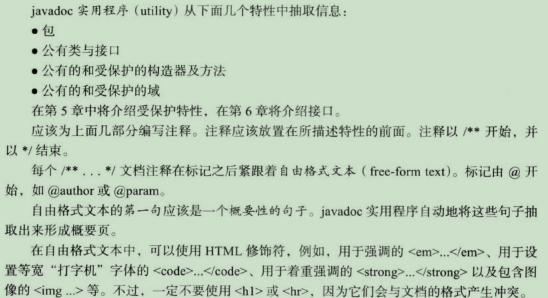 javadoc 实用程序（utility）从下面几个特性中抽取信息：
● 包
● 公有类与接口
● 公有的和受保护的构造器及方法
● 公有的和受保护的域
在第 5 章中将介绍受保护特性，在第 6 章将介绍接口。
应该为上面几部分编写注释。注释应该放置在所描述特性的前面。注释以 /** 开始，并
以 */ 结束。
每个 /** ... */ 文档注释在标记之后紧跟着自由格式文本（free-form text）。标记由 @ 开
始，如 @author 或 @param。
自由格式文本的第一句应该是一个概要性的句子。javadoc 实用程序自动地将这些句子抽
取出来形成概要页。
在自由格式文本中，可以使用 HTML 修饰符，例如，用于强调的 <em>...</em>、用于设
置等宽“打字机”字体的 <code>...</code>、用于着重强调的 <strong>...</strong> 以及包含图
像的 <img ...> 等。不过，一定不要使用 <h1> 或 <hr>，因为它们会与文档的格式产生冲突。